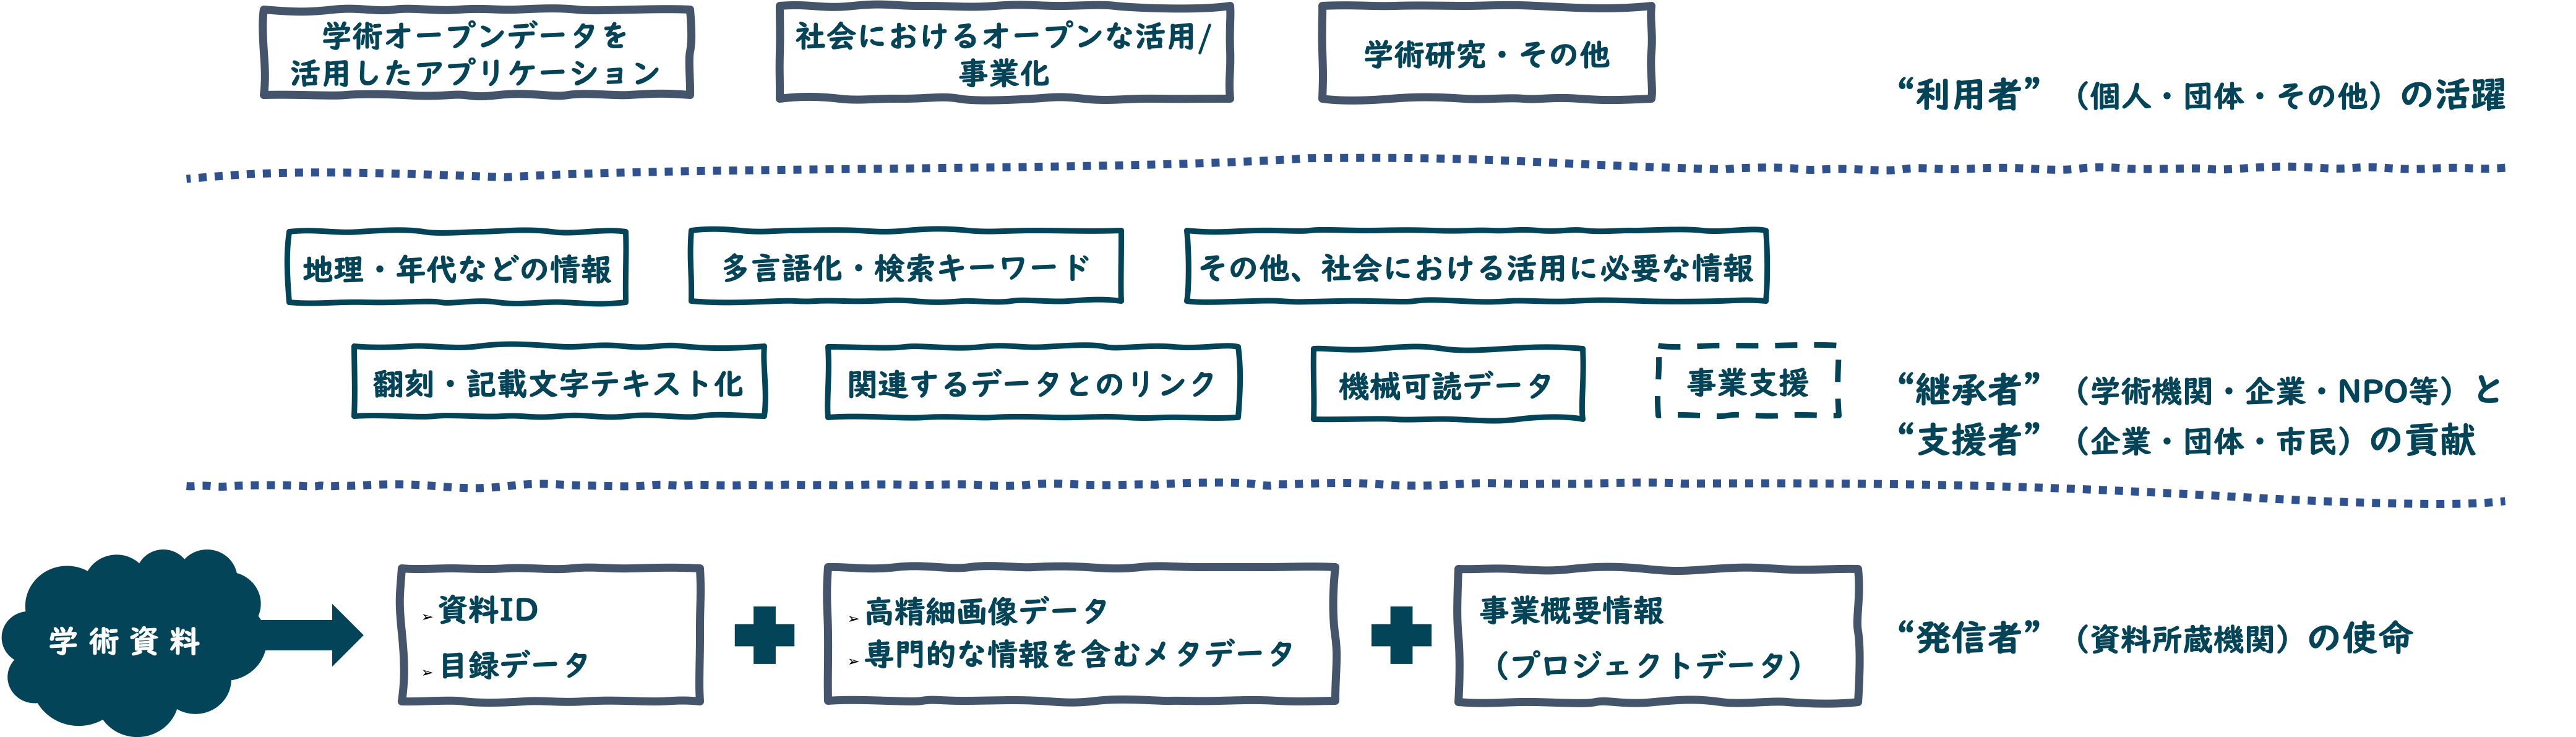 学術オープンデータを
活用したアプリケーション
社会におけるオープンな活用/
事業化
学術研究・その他
“利用者”（個人・団体・その他）の活躍
地理・年代などの情報
多言語化・検索キーワード
その他、社会における活用に必要な情報
翻刻・記載文字テキスト化
関連するデータとのリンク
機械可読データ
事業支援
“継承者”（学術機関・企業・NPO等）と
“支援者”（企業・団体・市民）の貢献
学術資料
➢資料ID
➢目録データ
➢高精細画像データ
➢専門的な情報を含むメタデータ
事業概要情報
（プロジェクトデータ）
“発信者”（資料所蔵機関）の使命